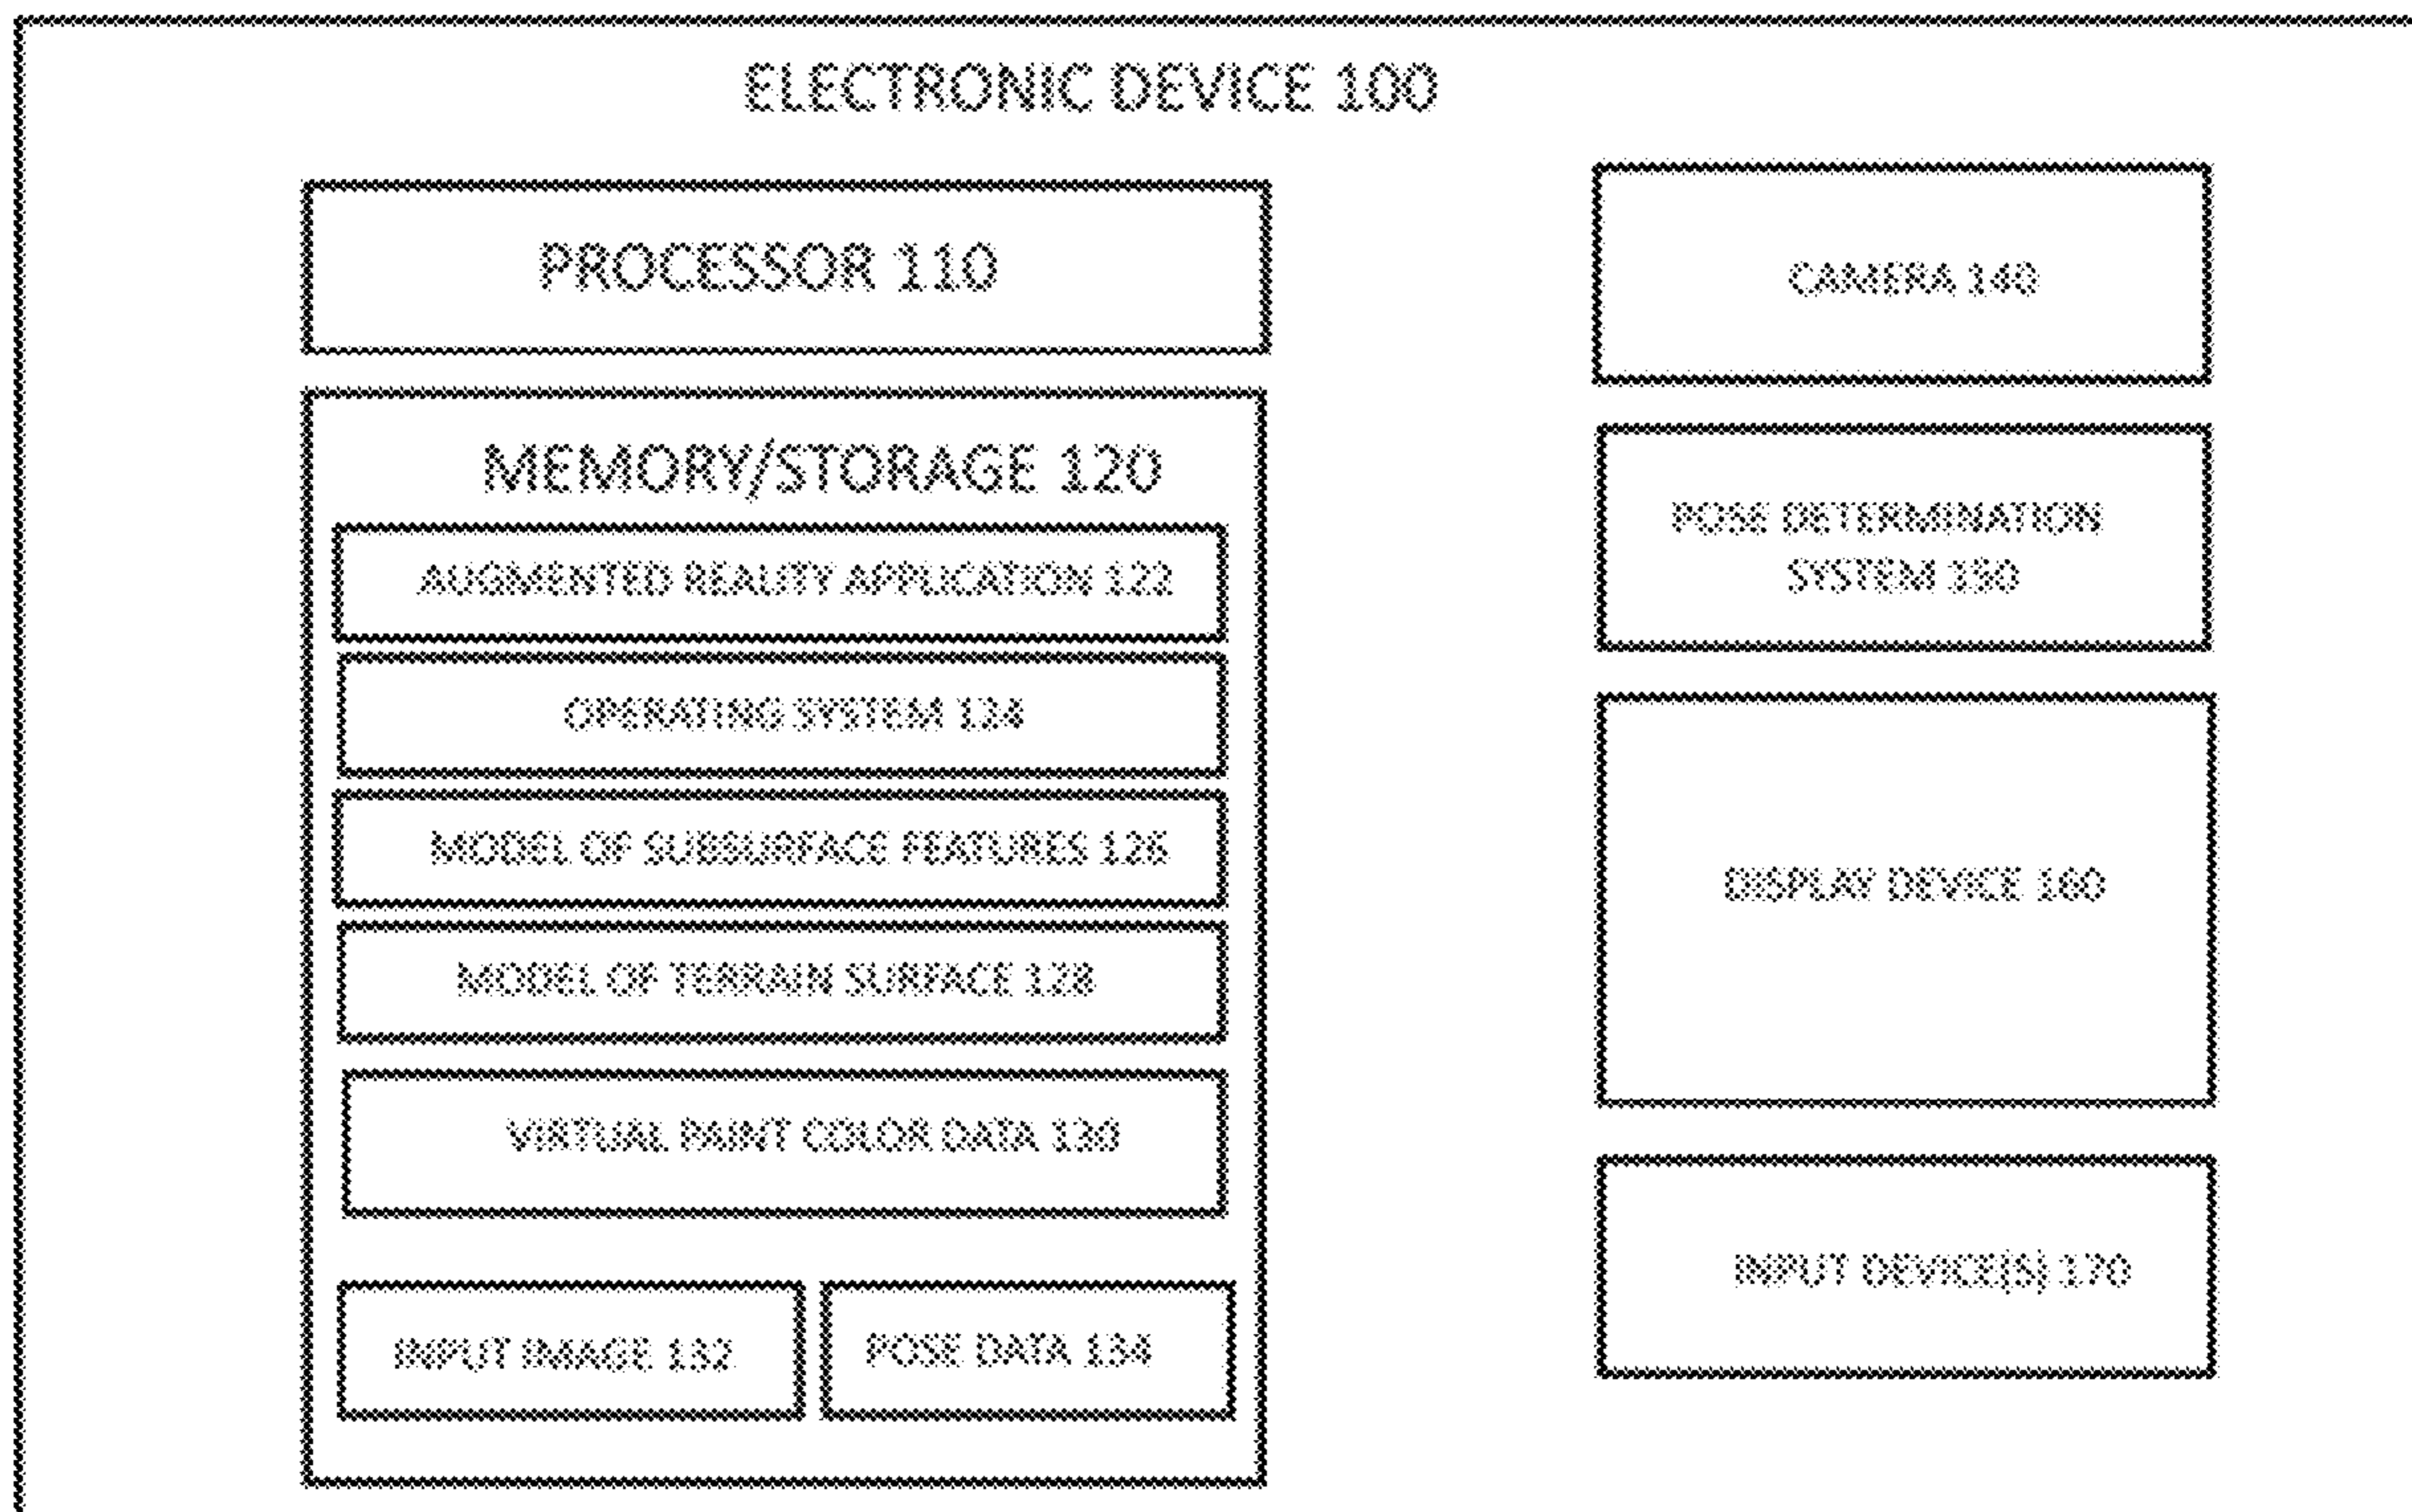 ELECTRONIC DEVICE 100
PROCESSOR 110
MEMORY/STORAGE 120
AUGMENTED REALITY APPLICATION 122
OPERATING SYSTEM 124
MODEL OF SUBSURFACE FEATURES 126
MODEL OF TERRAIN SURFACE 128
VIRTUAL PAINT COLOR DATA 130
INPUT IMAGE 132
POSE DATA 134
CAMERA 140
POSE DETERMINATION
SYSTEM 150
DISPLAY DEVICE 160
INPUT DEVICE(S) 170